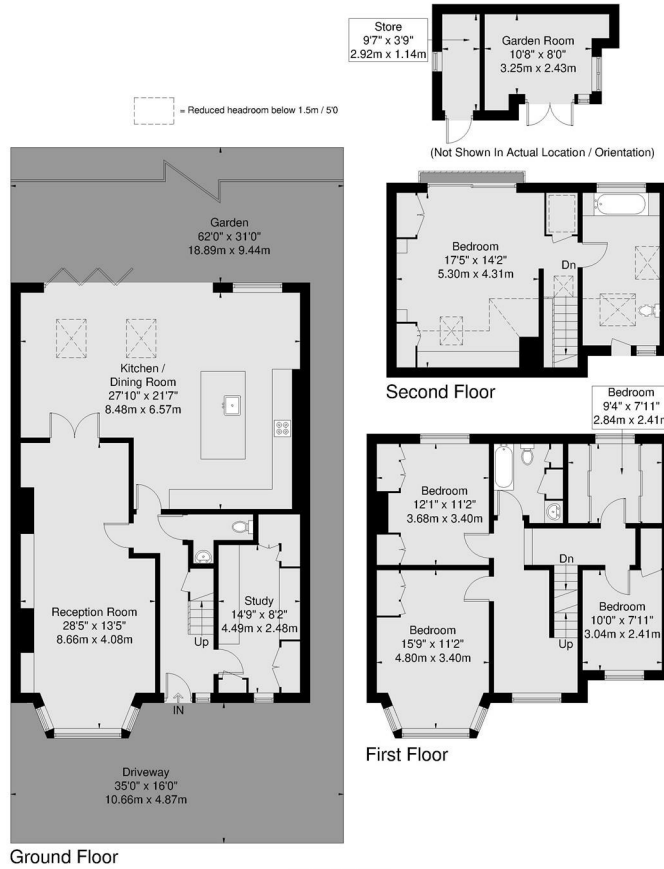 Store
9'7" x 3'9"
2.92m x 1.14m
Garden Room
10'8" x 8'0"
3.25m x 2.43m
= Reduced headroom below 1.5m / 5'0
(Not Shown In Actual Location / Orientation)
Garden
62'0" x 31'0"
18.89m x 9.44m
Bedroom
17'5" x 14'2"
5.30m x 4.31m
Dn
Second Floor
Kitchen /
Dining Room
27'10" x 21'7"
8.48m x 6.57m
Bedroom
9'4" x 7'11"
2.84m x 2.41m
Bedroom
12'1" x 11'2"
3.68m x 3.40m
Dn
Study
14'9" x 8'2"
4.49m x 2.48m
Reception Room
28'5" x 13'5"
8.66m x 4.08m
Up
Bedroom
15'9" x 11'2"
4.80m x 3.40m
Up
Bedroom
10'0" x 7'11"
3.04m x 2.41m
IN
First Floor
Driveway
35'0" x 16'0"
10.66m x 4.87m
Ground Floor